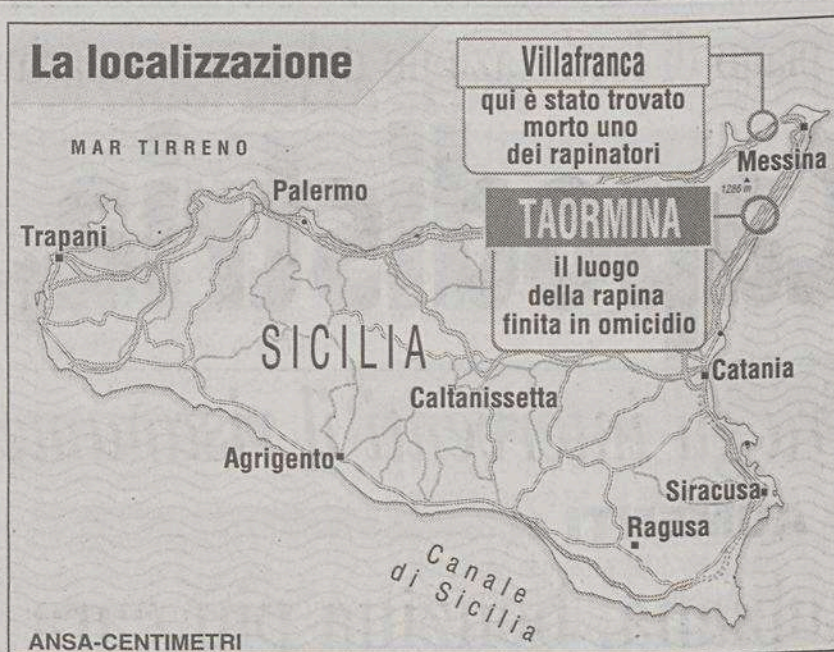 La localizzazione
Villafranca
qui è stato trovato
morto uno
dei rapinatori
MAR TIRRENO
Messina
1286 m
Palermo
TAORMINA
Trapani
il luogo
della rapina
finita in omicidio
SICILIA
Catania
Caltanissetta
Agrigento
Siracusa
Ragusa
Canale
di Sicilia
ANSA-CENTIMETRI